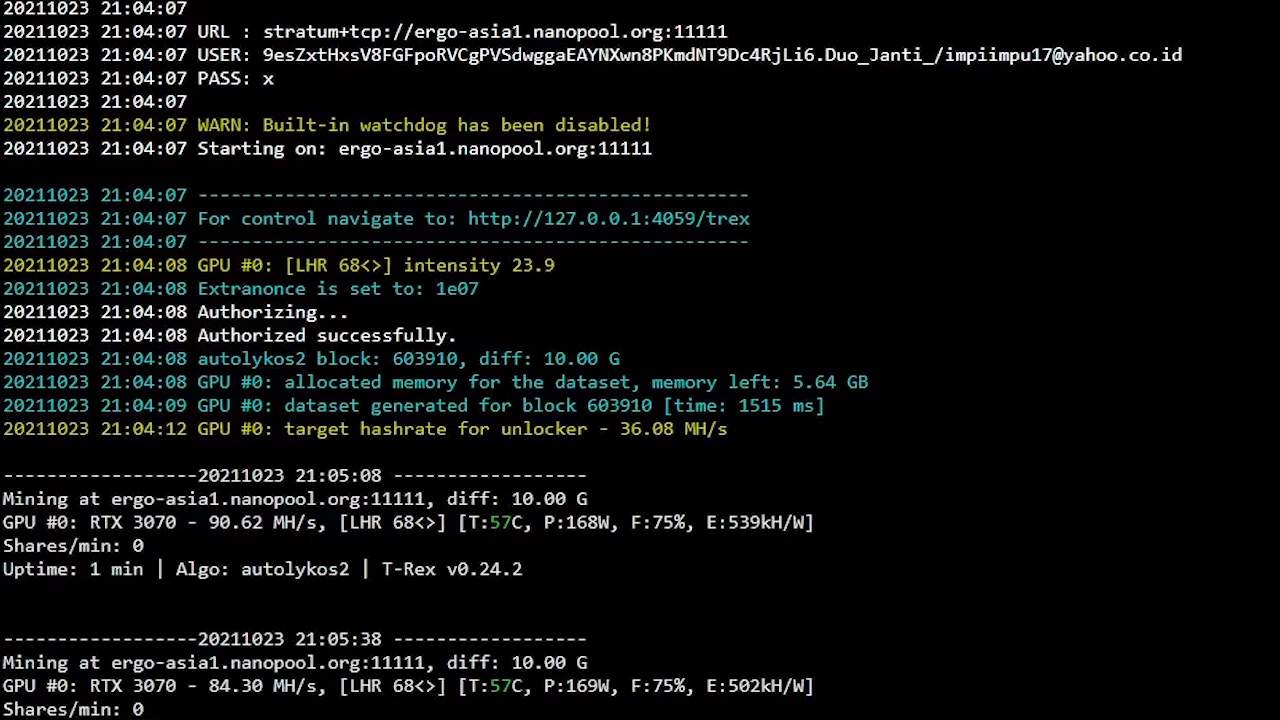 20211023 21:04:07
20211023 21:04:07 URL : stratum+tcp://ergo-asia1.nanopool.org:11111
20211023 21:04:07 USER: 9esZxtHxsV8FGFpoRVCgPVSdwggaEAYNXwn8PKmdNT9Dc4RjLi6.Duo_Janti_/impiimpu17@yahoo.co.id
20211023 21:04:07 PASS: x
20211023 21:04:07
20211023 21:04:07 WARN: Built-in watchdog has been disabled!
20211023 21:04:07 Starting on: ergo-asia1.nanopool.org:11111
20211023 21:04:07 ---------------------------------------------------
20211023 21:04:07 For control navigate to: http://127.0.0.1:4059/trex
20211023 21:04:07 ---------------------------------------------------
20211023 21:04:08 GPU #0: [LHR 68<>] intensity 23.9
20211023 21:04:08 Extranonce is set to: 1e07
20211023 21:04:08 Authorizing...
20211023 21:04:08 Authorized successfully.
20211023 21:04:08 autolykos2 block: 603910, diff: 10.00 G
20211023 21:04:08 GPU #0: allocated memory for the dataset, memory left: 5.64 GB
20211023 21:04:09 GPU #0: dataset generated for block 603910 [time: 1515 ms]
20211023 21:04:12 GPU #0: target hashrate for unlocker - 36.08 MH/s
------------------20211023 21:05:08 ------------------
Mining at ergo-asia1.nanopool.org:11111, diff: 10.00 G
GPU #0: RTX 3070 - 90.62 MH/s, [LHR 68<>] [T:57C, P:168W, F:75%, E:539kH/W]
Shares/min: 0
Uptime: 1 min | Algo: autolykos2 | T-Rex v0.24.2
------------------20211023 21:05:38 ------------------
Mining at ergo-asia1.nanopool.org:11111, diff: 10.00 G
GPU #0: RTX 3070 - 84.30 MH/s, [LHR 68<>] [T:57C, P:169W, F:75%, E:502kH/W]
Shares/min: 0